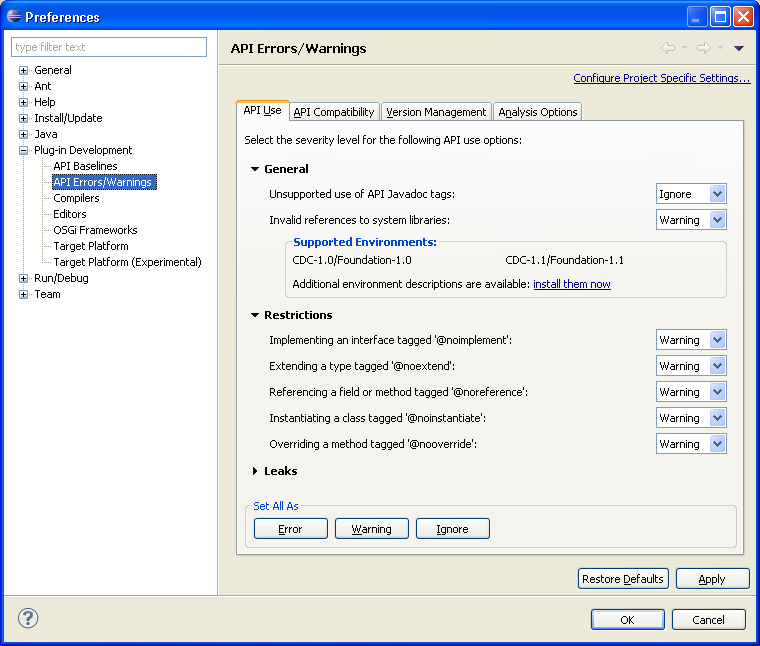 Preferences
type filter text
General
Ant
Help
Install/Update
Java
Plug-in Development
API Baselines
API Errors/Warnings
Compilers
Editors
OSGi Frameworks
Target Platform
Target Platform (Experimental)
Run/Debug
Team
API Errors/Warnings
Configure Project Specific Settings...
API Use API Compatibility Version Management Analysis Options
Select the severity level for the following API use options:
General
Unsupported use of API Javadoc tags: Ignore
Invalid references to system libraries: Warning
Supported Environments:
CDC-1.0/Foundation-1.0 CDC-1.1/Foundation-1.1
Additional environment descriptions are available: install them now
Restrictions
Implementing an interface tagged '@noimplement': Warning
Extending a type tagged '@noextend': Warning
Referencing a field or method tagged '@noreference': Warning
Instantiating a class tagged '@noinstantiate': Warning
Overriding a method tagged '@nooverride': Warning
Leaks
Set All As
Error Warning Ignore
Restore Defaults Apply
? OK Cancel